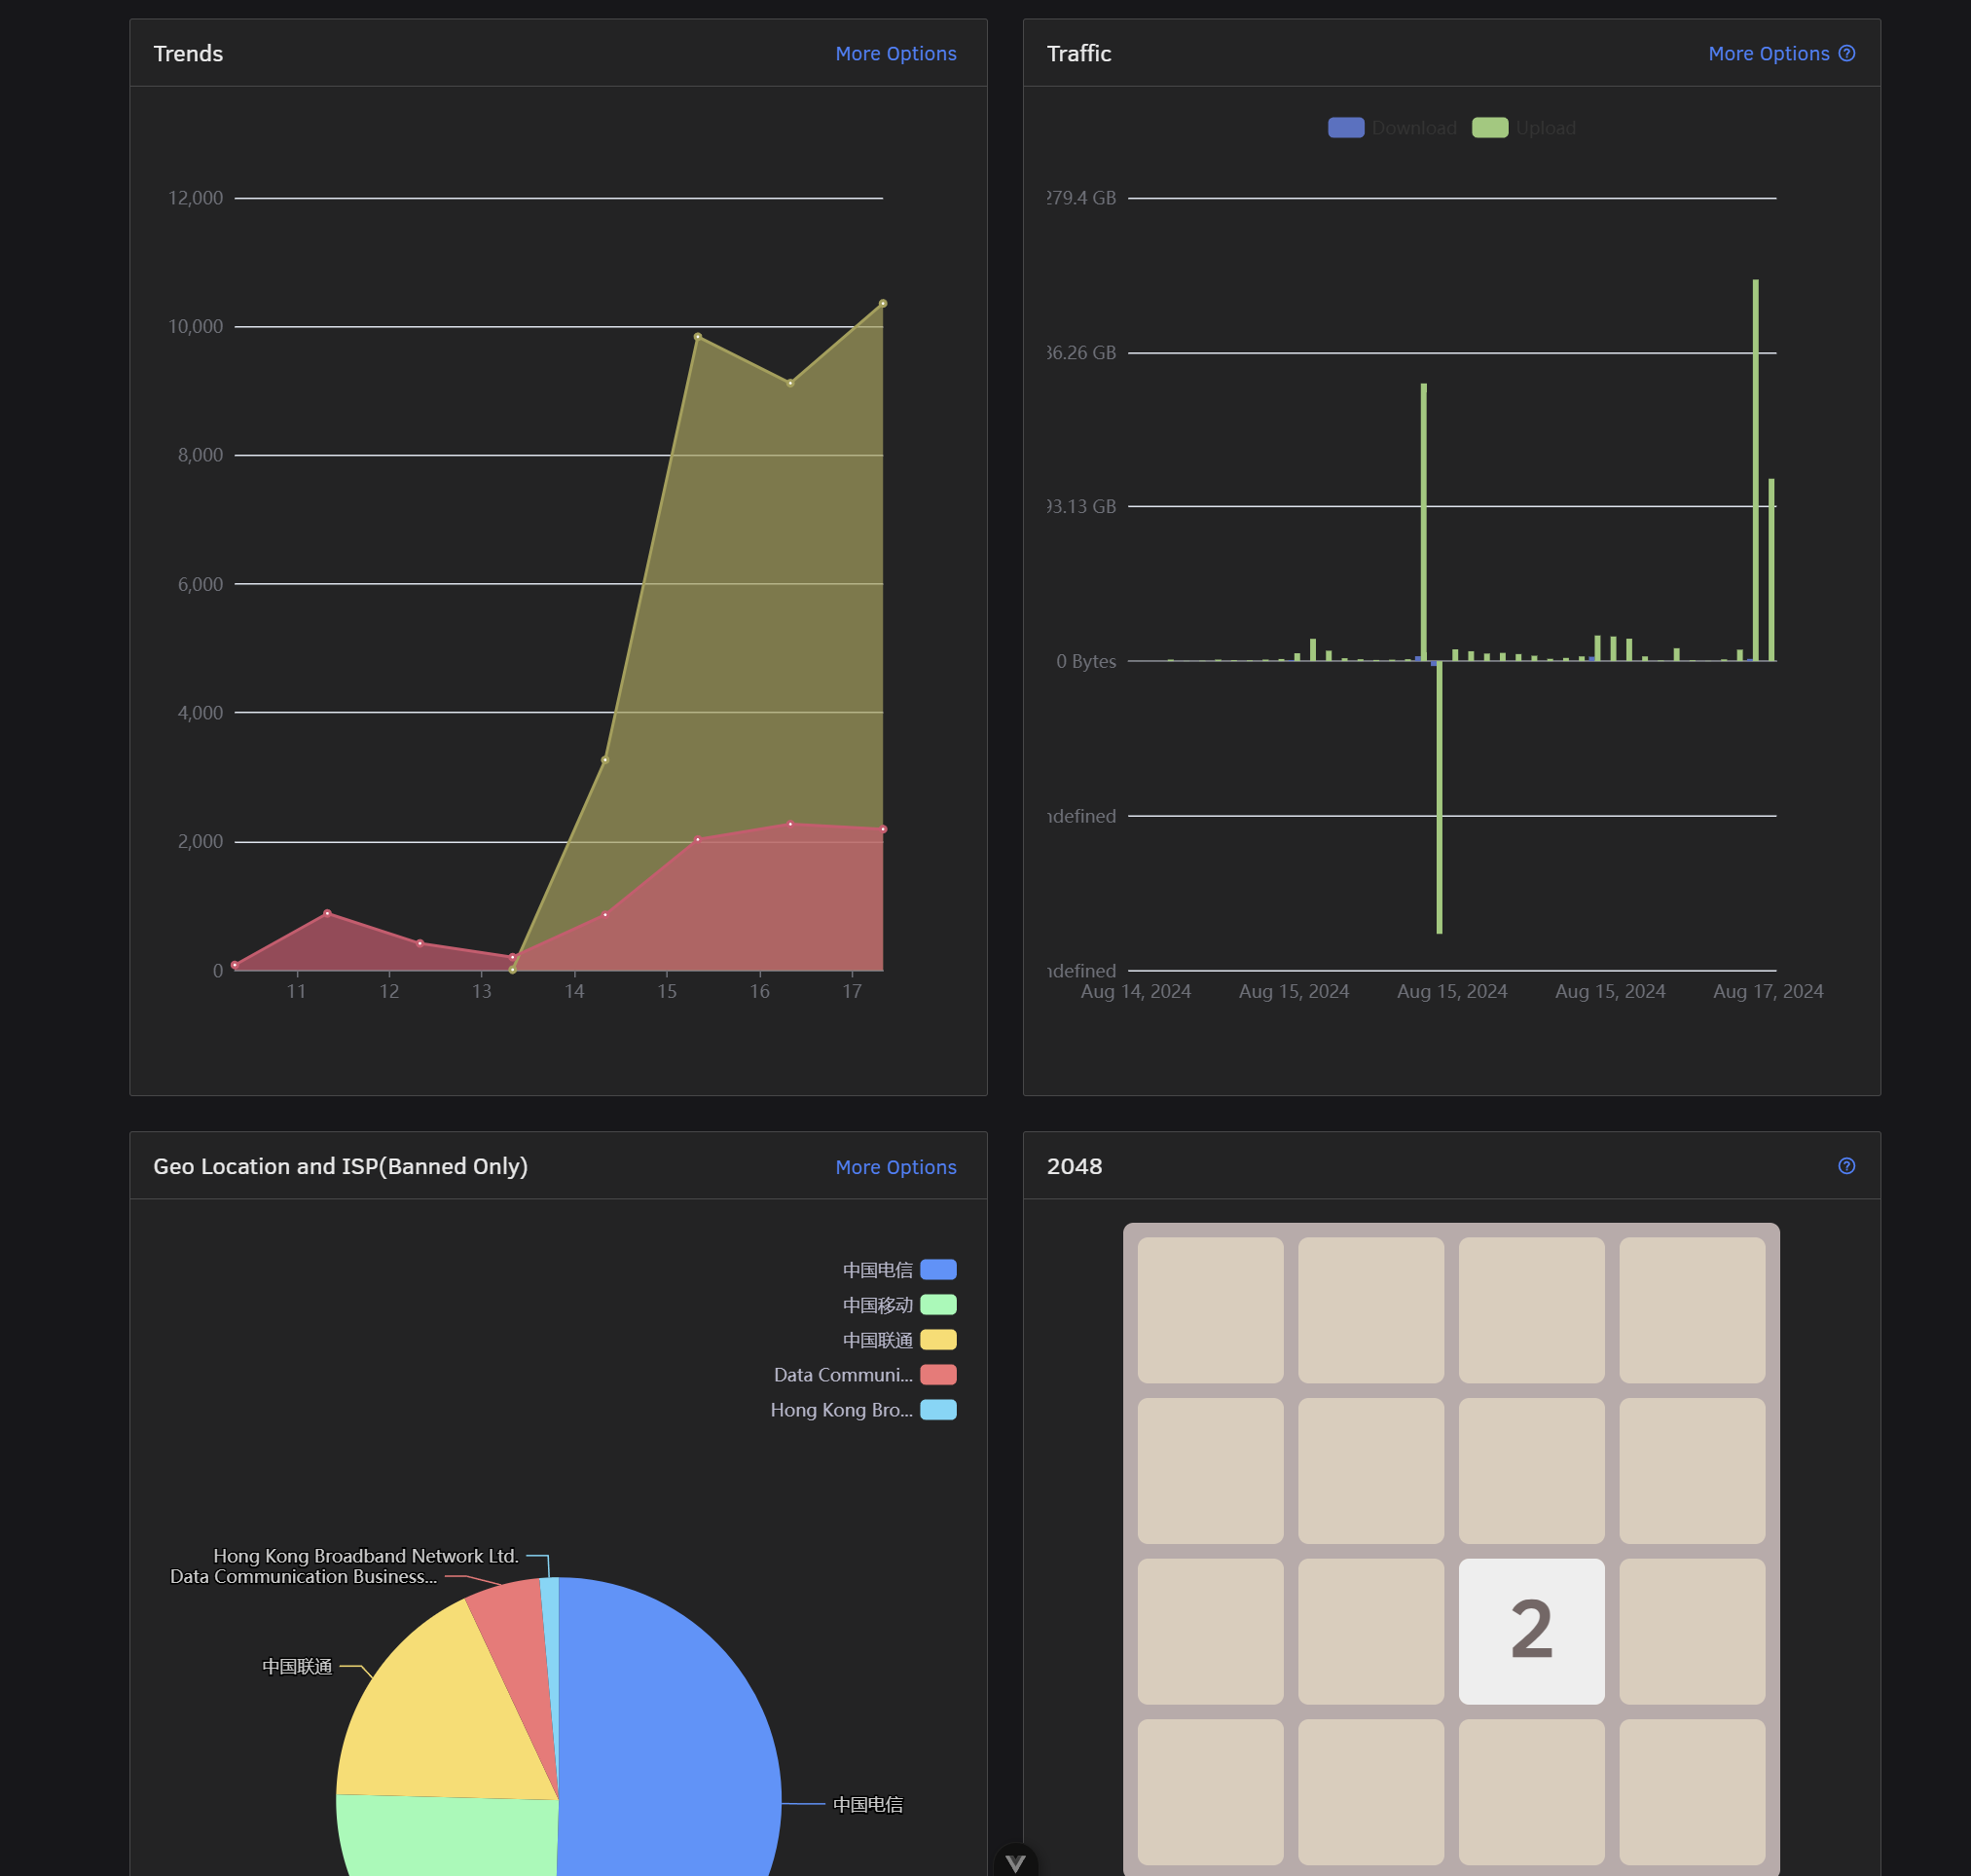 Trends
More Options
12,000
10,000
8,000
6,000
4,000
2,000
0
11 12 13 14 15 16 17
Traffic
More Options
Download Upload
279.4 GB
36.26 GB
93.13 GB
0 Bytes
ndefined
ndefined
Aug 14, 2024 Aug 15, 2024 Aug 15, 2024 Aug 15, 2024 Aug 17, 2024
Geo Location and ISP(Banned Only)
More Options
中国电信
中国移动
中国联通
Data Communi...
Hong Kong Bro...
Hong Kong Broadband Network Ltd.
Data Communication Business...
中国联通
中国电信
2048
2